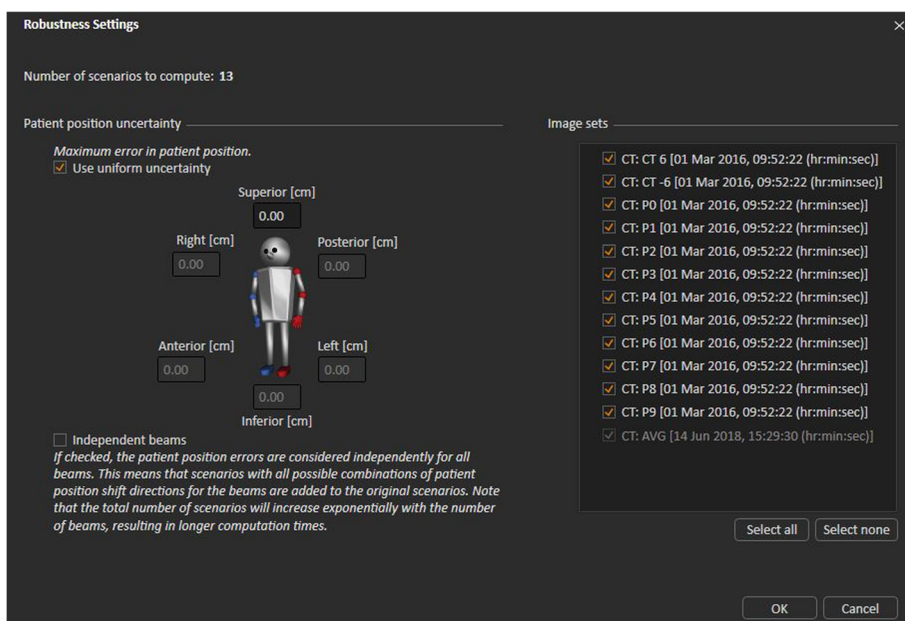 Robustness Settings
Number of scenarios to compute: 13
Patient position uncertainty
Maximum error in patient position.
Use uniform uncertainty
Superior [cm]
0.00
Right [cm]
0.00
Posterior [cm]
0.00
Anterior [cm]
0.00
Left [cm]
0.00
0.00
Inferior [cm]
Independent beams
If checked, the patient position errors are considered independently for all
beams. This means that scenarios with all possible combinations of patient
position shift directions for the beams are added to the original scenarios. Note
that the total number of scenarios will increase exponentially with the number
of beams, resulting in longer computation times.
Image sets
CT: CT 6 [01 Mar 2016, 09:52:22 (hr:min:sec)]
CT: CT -6 [01 Mar 2016, 09:52:22 (hr:min:sec)]
CT: P0 [01 Mar 2016, 09:52:22 (hr:min:sec)]
CT: P1 [01 Mar 2016, 09:52:22 (hr:min:sec)]
CT: P2 [01 Mar 2016, 09:52:22 (hr:min:sec)]
CT: P3 [01 Mar 2016, 09:52:22 (hr:min:sec)]
CT: P4 [01 Mar 2016, 09:52:22 (hr:min:sec)]
CT: P5 [01 Mar 2016, 09:52:22 (hr:min:sec)]
CT: P6 [01 Mar 2016, 09:52:22 (hr:min:sec)]
CT: P7 [01 Mar 2016, 09:52:22 (hr:min:sec)]
CT: P8 [01 Mar 2016, 09:52:22 (hr:min:sec)]
CT: P9 [01 Mar 2016, 09:52:22 (hr:min:sec)]
CT: AVG [14 Jun 2018, 15:29:30 (hr:min:sec)]
Select all
Select none
OK
Cancel